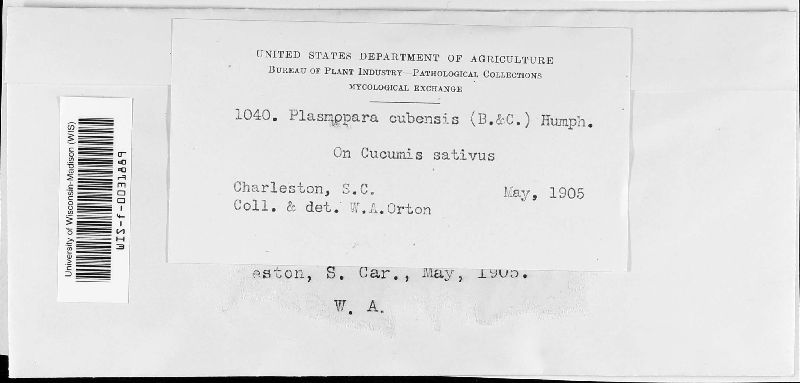 UNITED STATES DEPARTMENT OF AGRICULTURE
BUREAU OF PLANT INDUSTRY—PATHOLOGICAL COLLECTIONS
MYCOLOGICAL EXCHANGE
1040. Plasmopara cubensis (B.&C.) Humph.
On Cucumis sativus
Charleston, S.C. May, 1905
Coll. & det. W.A.Orton
eston, S. Car., May, 1905.
W. A.
University of Wisconsin-Madison (WIS)
WIS-f-0031889